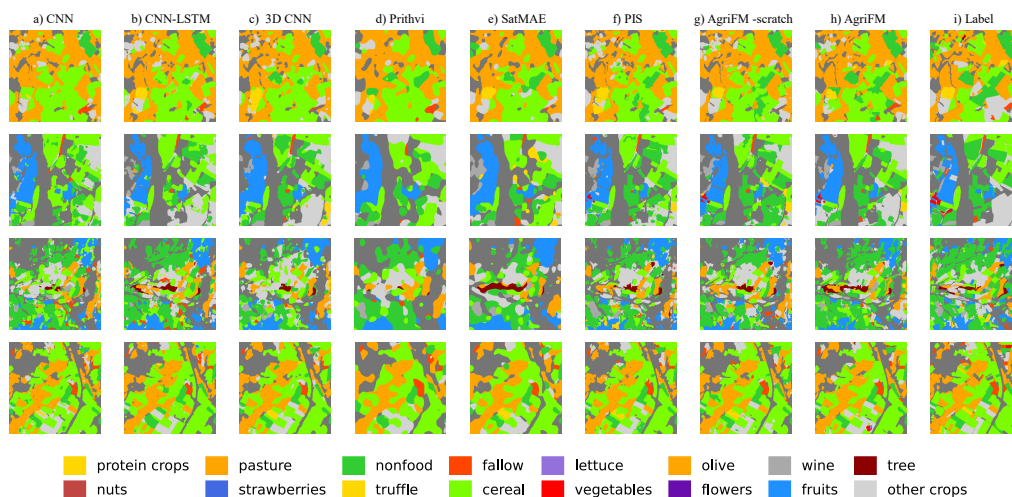 a) CNN b) CNN-LSTM c) 3D CNN d) Prithvi e) SatMAE f) PIS g) AgriFM -scratch h) AgriFM i) Label
protein crops pasture nonfood fallow lettuce olive wine tree
nuts strawberries truffle cereal vegetables flowers fruits other crops